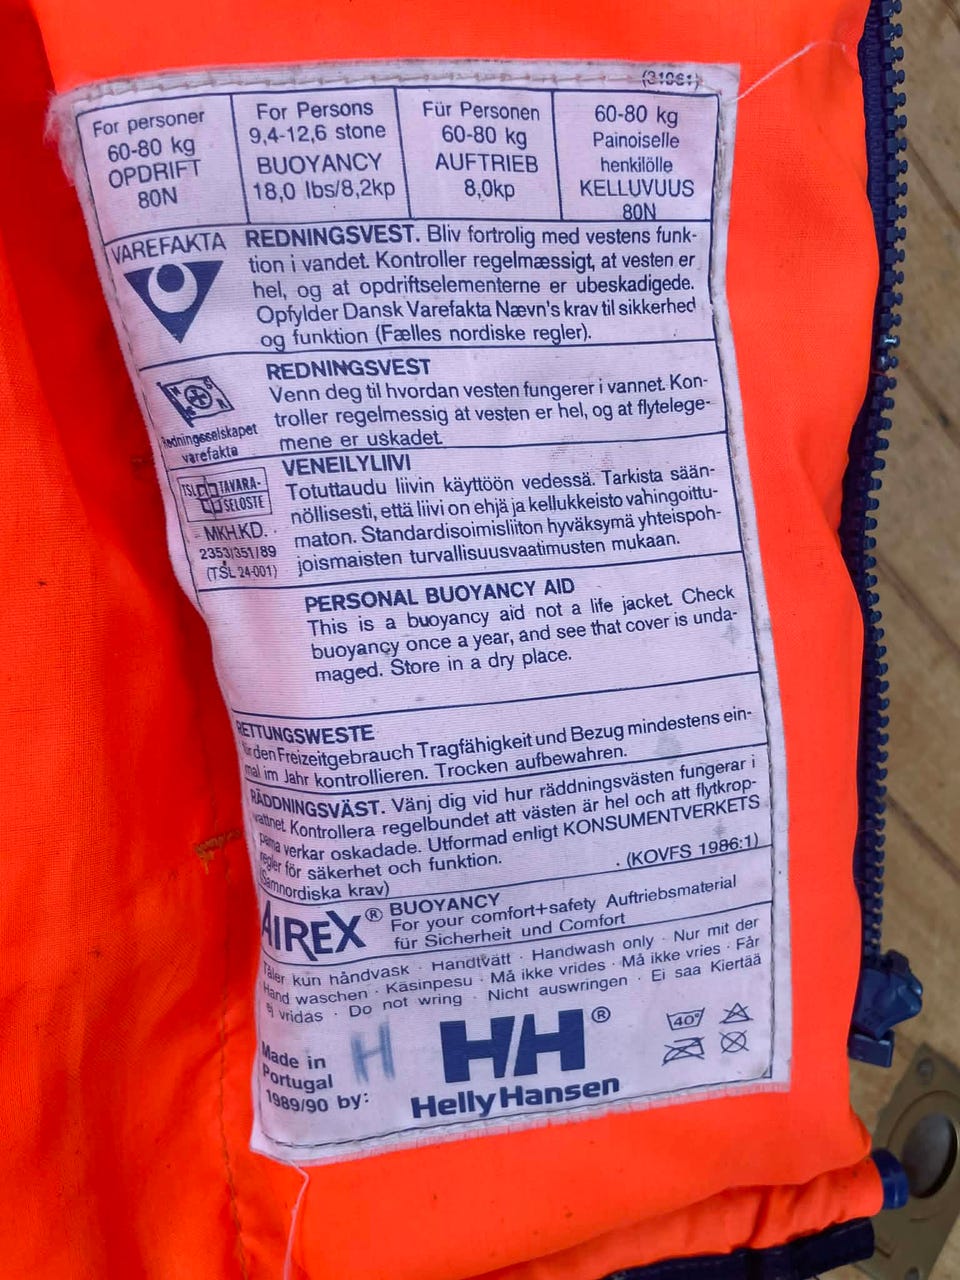 (31961)
For personer
60-80 kg
OPDRIFT
80N
For Persons
9,4-12,6 stone
BUOYANCY
18,0 lbs/8,2kp
Für Personen
60-80 kg
AUFTRIEB
8,0kp
60-80 kg
Painoiselle
henkilölle
KELLUVUUS
80N
VAREFAKTA
REDNINGSVEST. Bliv fortrolig med vestens funk-
tion i vandet. Kontroller regelmæssigt, at vesten er
hel, og at opdriftselementerne er ubeskadigede.
Opfylder Dansk Varefakta Nævn's krav til sikkerhed
og funktion (Fælles nordiske regler).
Redningsselskapet
varefakta
REDNINGSVEST
Venn deg til hvordan vesten fungerer i vannet. Kon-
troller regelmessig at vesten er hel, og at flytelege-
mene er uskadet.
TSL TAVARA-
SELOSTE
MKH.KD.
2353/351/89
(TSL 24-001)
VENEILYLIIVI
Totuttaudu liivin käyttöön vedessä. Tarkista sään-
nöllisesti, että liivi on ehjä ja kellukkeisto vahingoittu-
maton. Standardisoimisliiton hyväksymä yhteispoh-
joismaisten turvallisuusvaatimusten mukaan.
PERSONAL BUOYANCY AID
This is a buoyancy aid not a life jacket. Check
buoyancy once a year, and see that cover is unda-
maged. Store in a dry place.
RETTUNGSWESTE
für den Freizeitgebrauch Tragfähigkeit und Bezug mindestens ein-
mal im Jahr kontrollieren. Trocken aufbewahren.
RÄDDNINGSVÄST. Vänj dig vid hur räddningsvästen fungerar i
vattnet. Kontrollera regelbundet att västen är hel och att flytkrop-
parna verkar oskadade. Utformad enligt KONSUMENTVERKETS
regler för säkerhet och funktion. . (KOVFS 1986:1)
(Samnordiska krav)
AIREX® BUOYANCY
For your comfort+safety Auftriebsmaterial
für Sicherheit und Comfort
Tåler kun håndvask · Handtvätt · Handwash only · Nur mit der
Hand waschen · Käsinpesu · Må ikke vrides · Må ikke vries · Får
ej vridas · Do not wring · Nicht auswringen · Ei saa Kiertää
Made in
Portugal
1989/90 by:
H
H/H®
Helly Hansen
40°